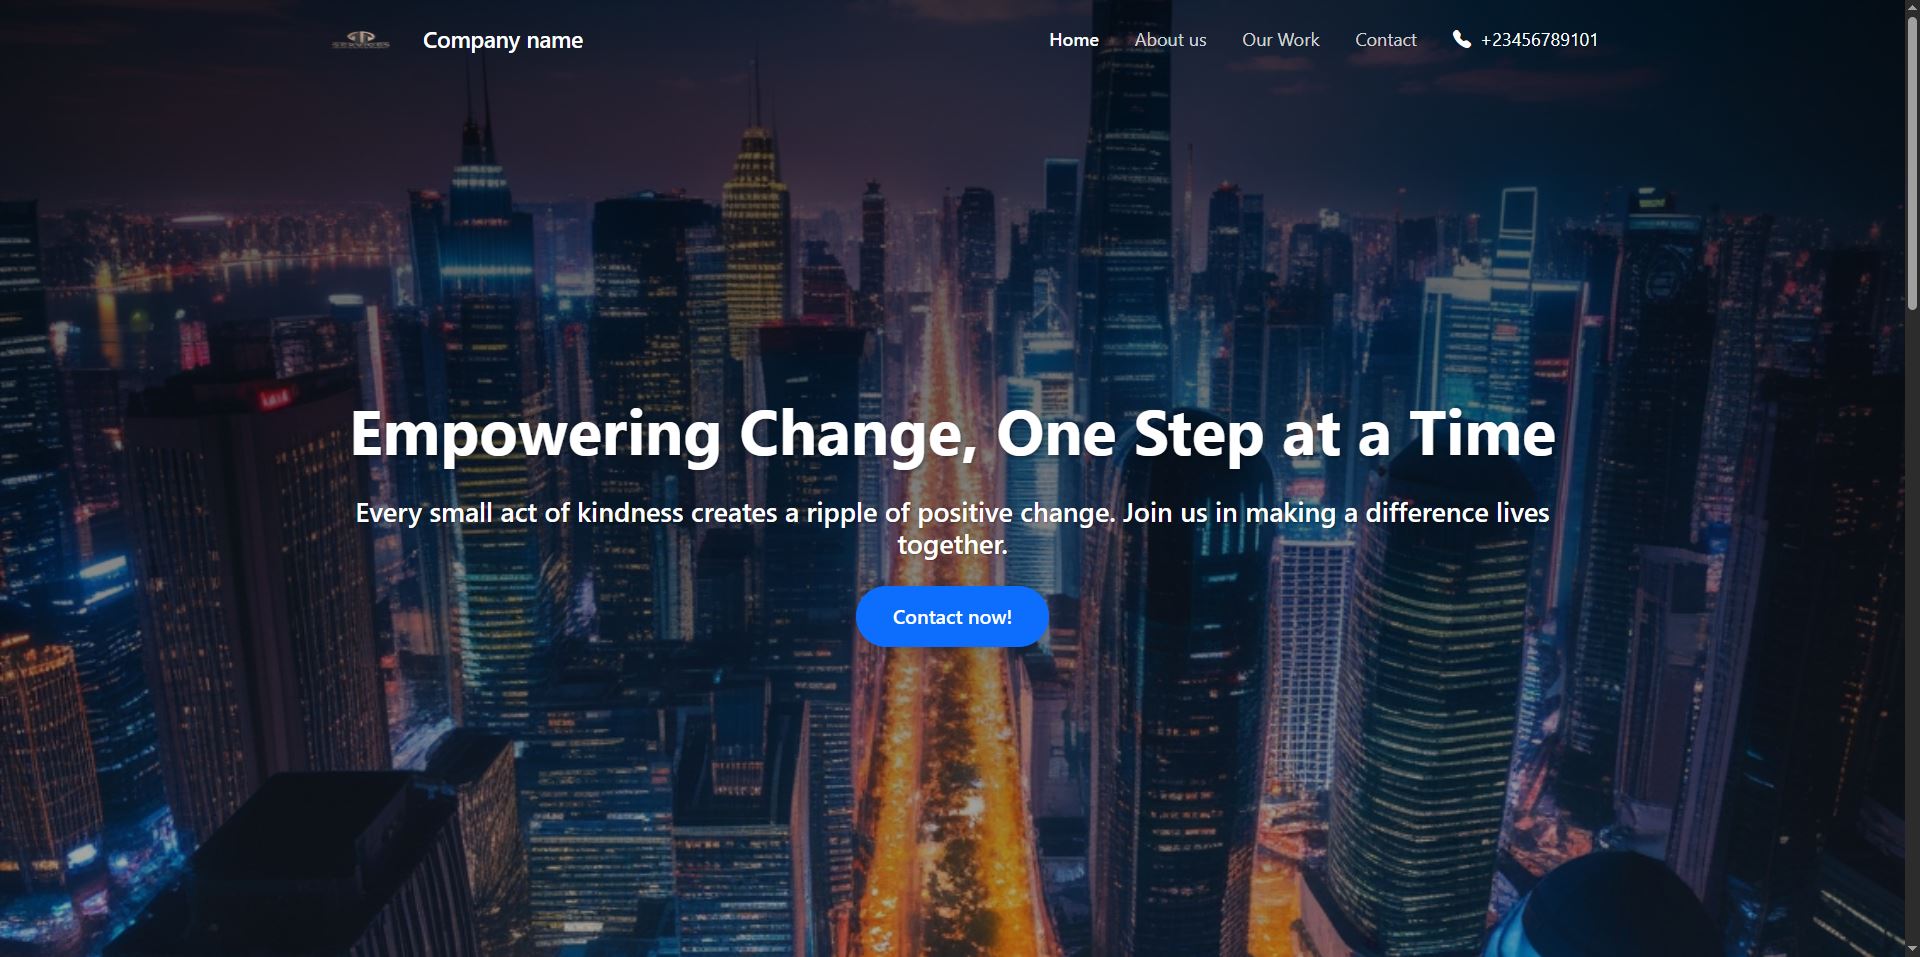 SERVICES
Company name
Home
About us
Our Work
Contact
+23456789101
Empowering Change, One Step at a Time
Every small act of kindness creates a ripple of positive change. Join us in making a difference lives
together.
Contact now!